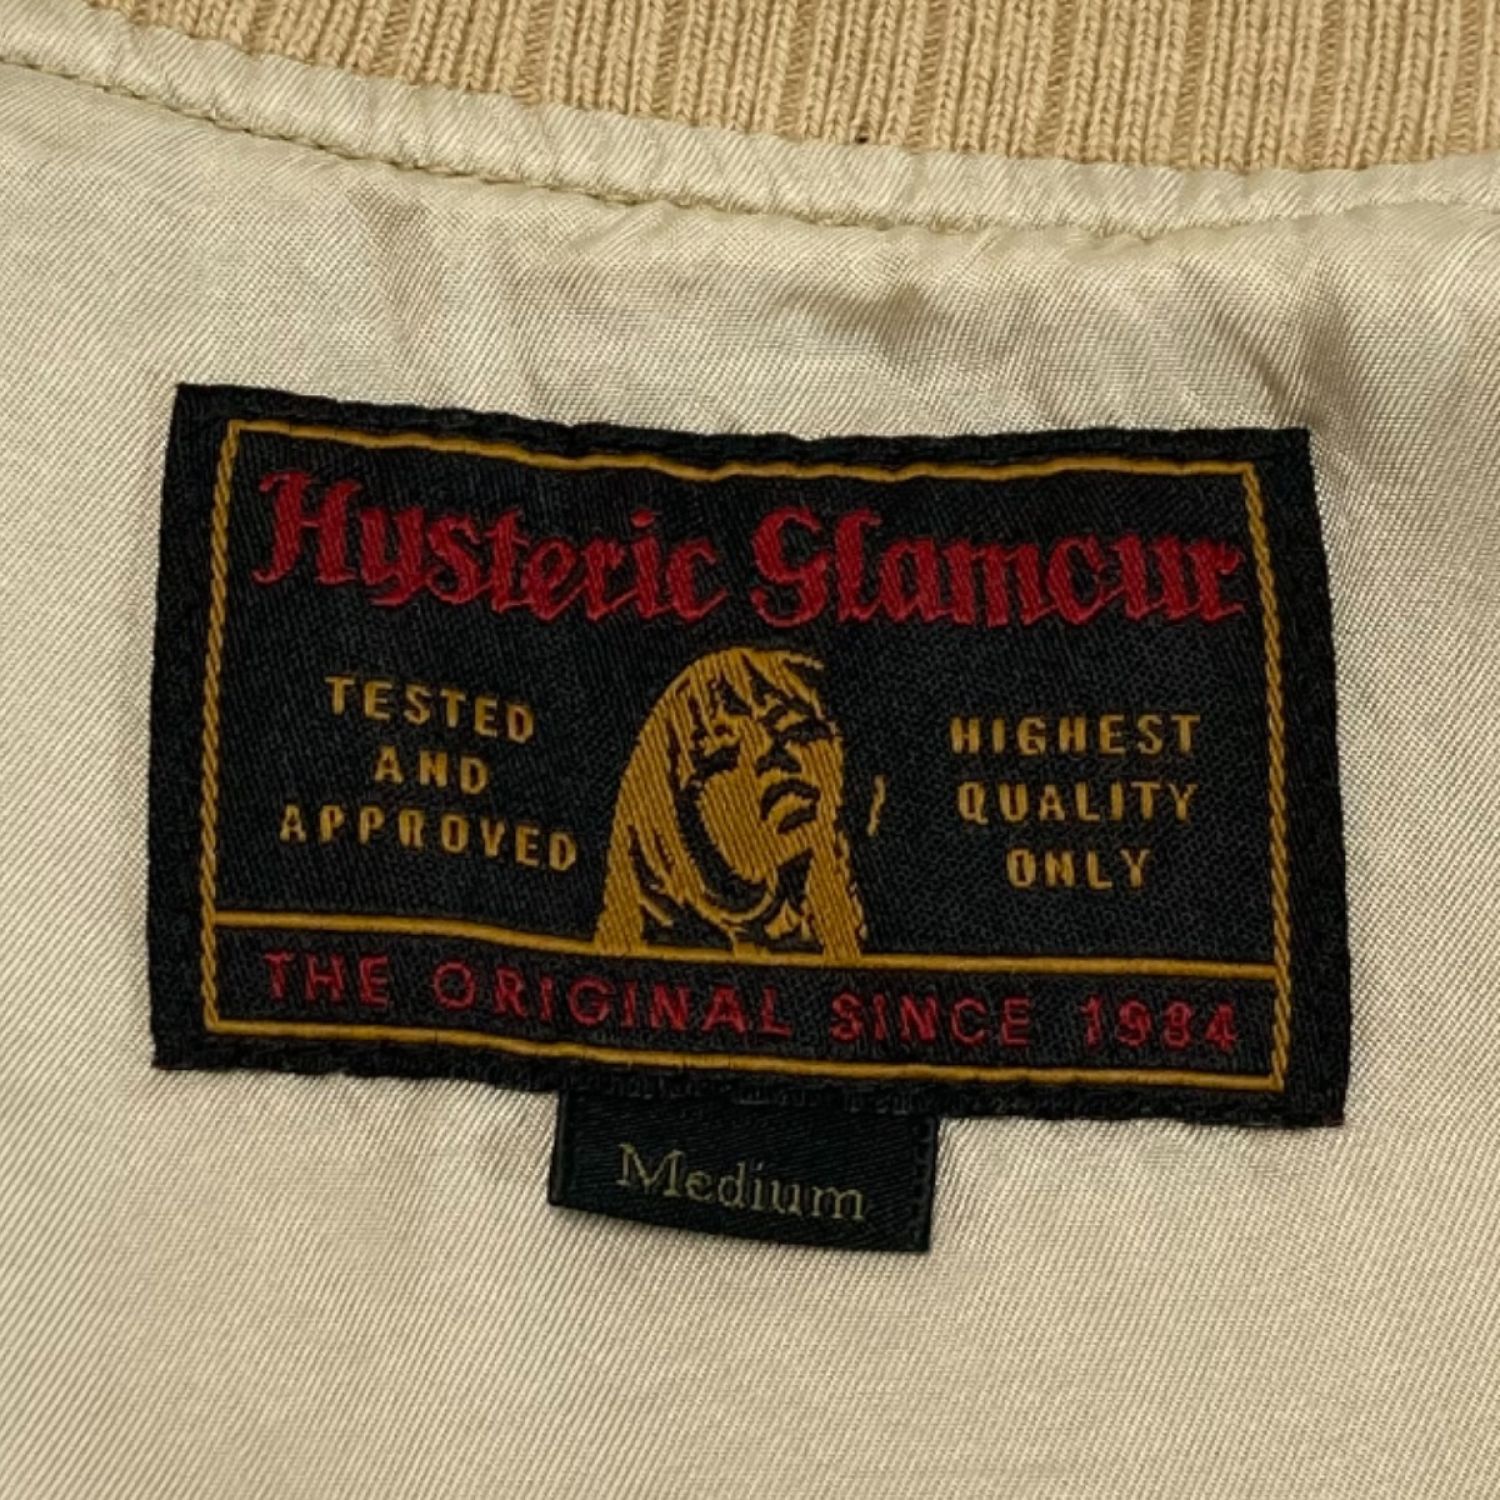 Hysteric Glamour
TESTED
AND
APPROVED
HIGHEST
QUALITY
ONLY
THE ORIGINAL SINCE 1984
Medium